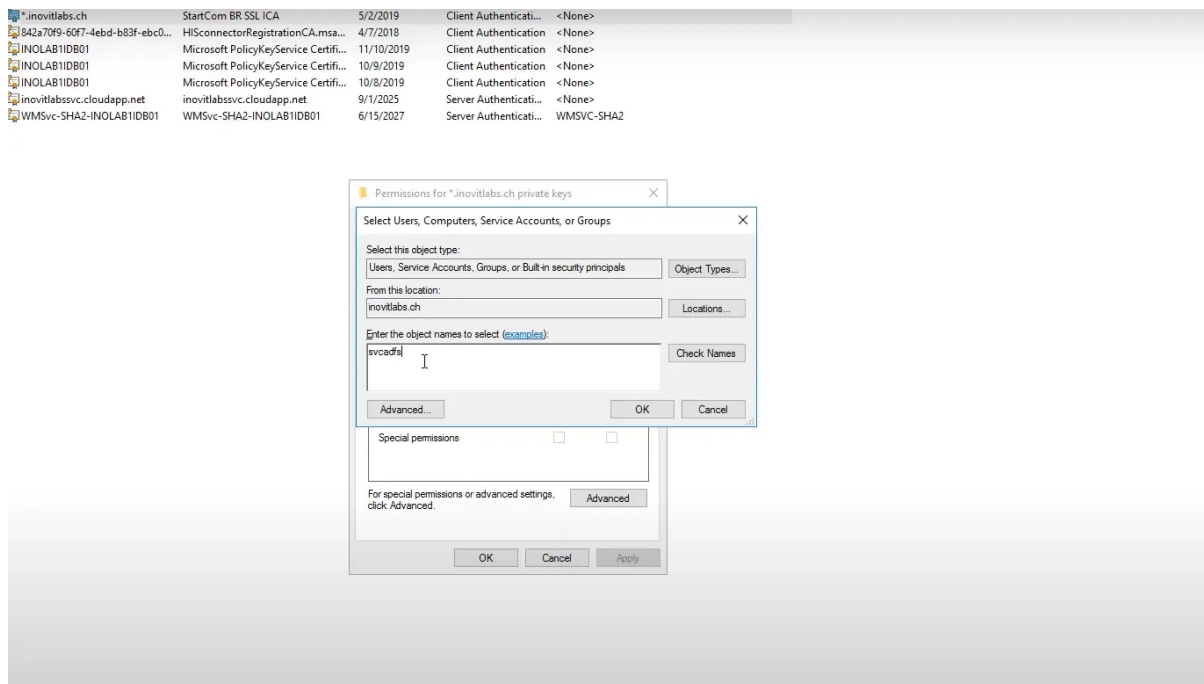 *.inovitlabs.ch StartCom BR SSL ICA 5/2/2019 Client Authenticati... <None>
842a70f9-60f7-4ebd-b83f-ebc0... HISconnectorRegistrationCA.msa... 4/7/2018 Client Authentication <None>
INOLAB1IDB01 Microsoft PolicyKeyService Certifi... 11/10/2019 Client Authentication <None>
INOLAB1IDB01 Microsoft PolicyKeyService Certifi... 10/9/2019 Client Authentication <None>
INOLAB1IDB01 Microsoft PolicyKeyService Certifi... 10/8/2019 Client Authentication <None>
inovitlabssvc.cloudapp.net inovitlabssvc.cloudapp.net 9/1/2025 Server Authenticati... <None>
WMSvc-SHA2-INOLAB1IDB01 WMSvc-SHA2-INOLAB1IDB01 6/15/2027 Server Authenticati... WMSVC-SHA2
Permissions for *.inovitlabs.ch private keys
Select Users, Computers, Service Accounts, or Groups
Select this object type:
Users, Service Accounts, Groups, or Built-in security principals Object Types...
From this location:
inovitlabs.ch Locations...
Enter the object names to select (examples):
svcadfs Check Names
Advanced... OK Cancel
Special permissions
For special permissions or advanced settings, Advanced
click Advanced.
OK Cancel Apply